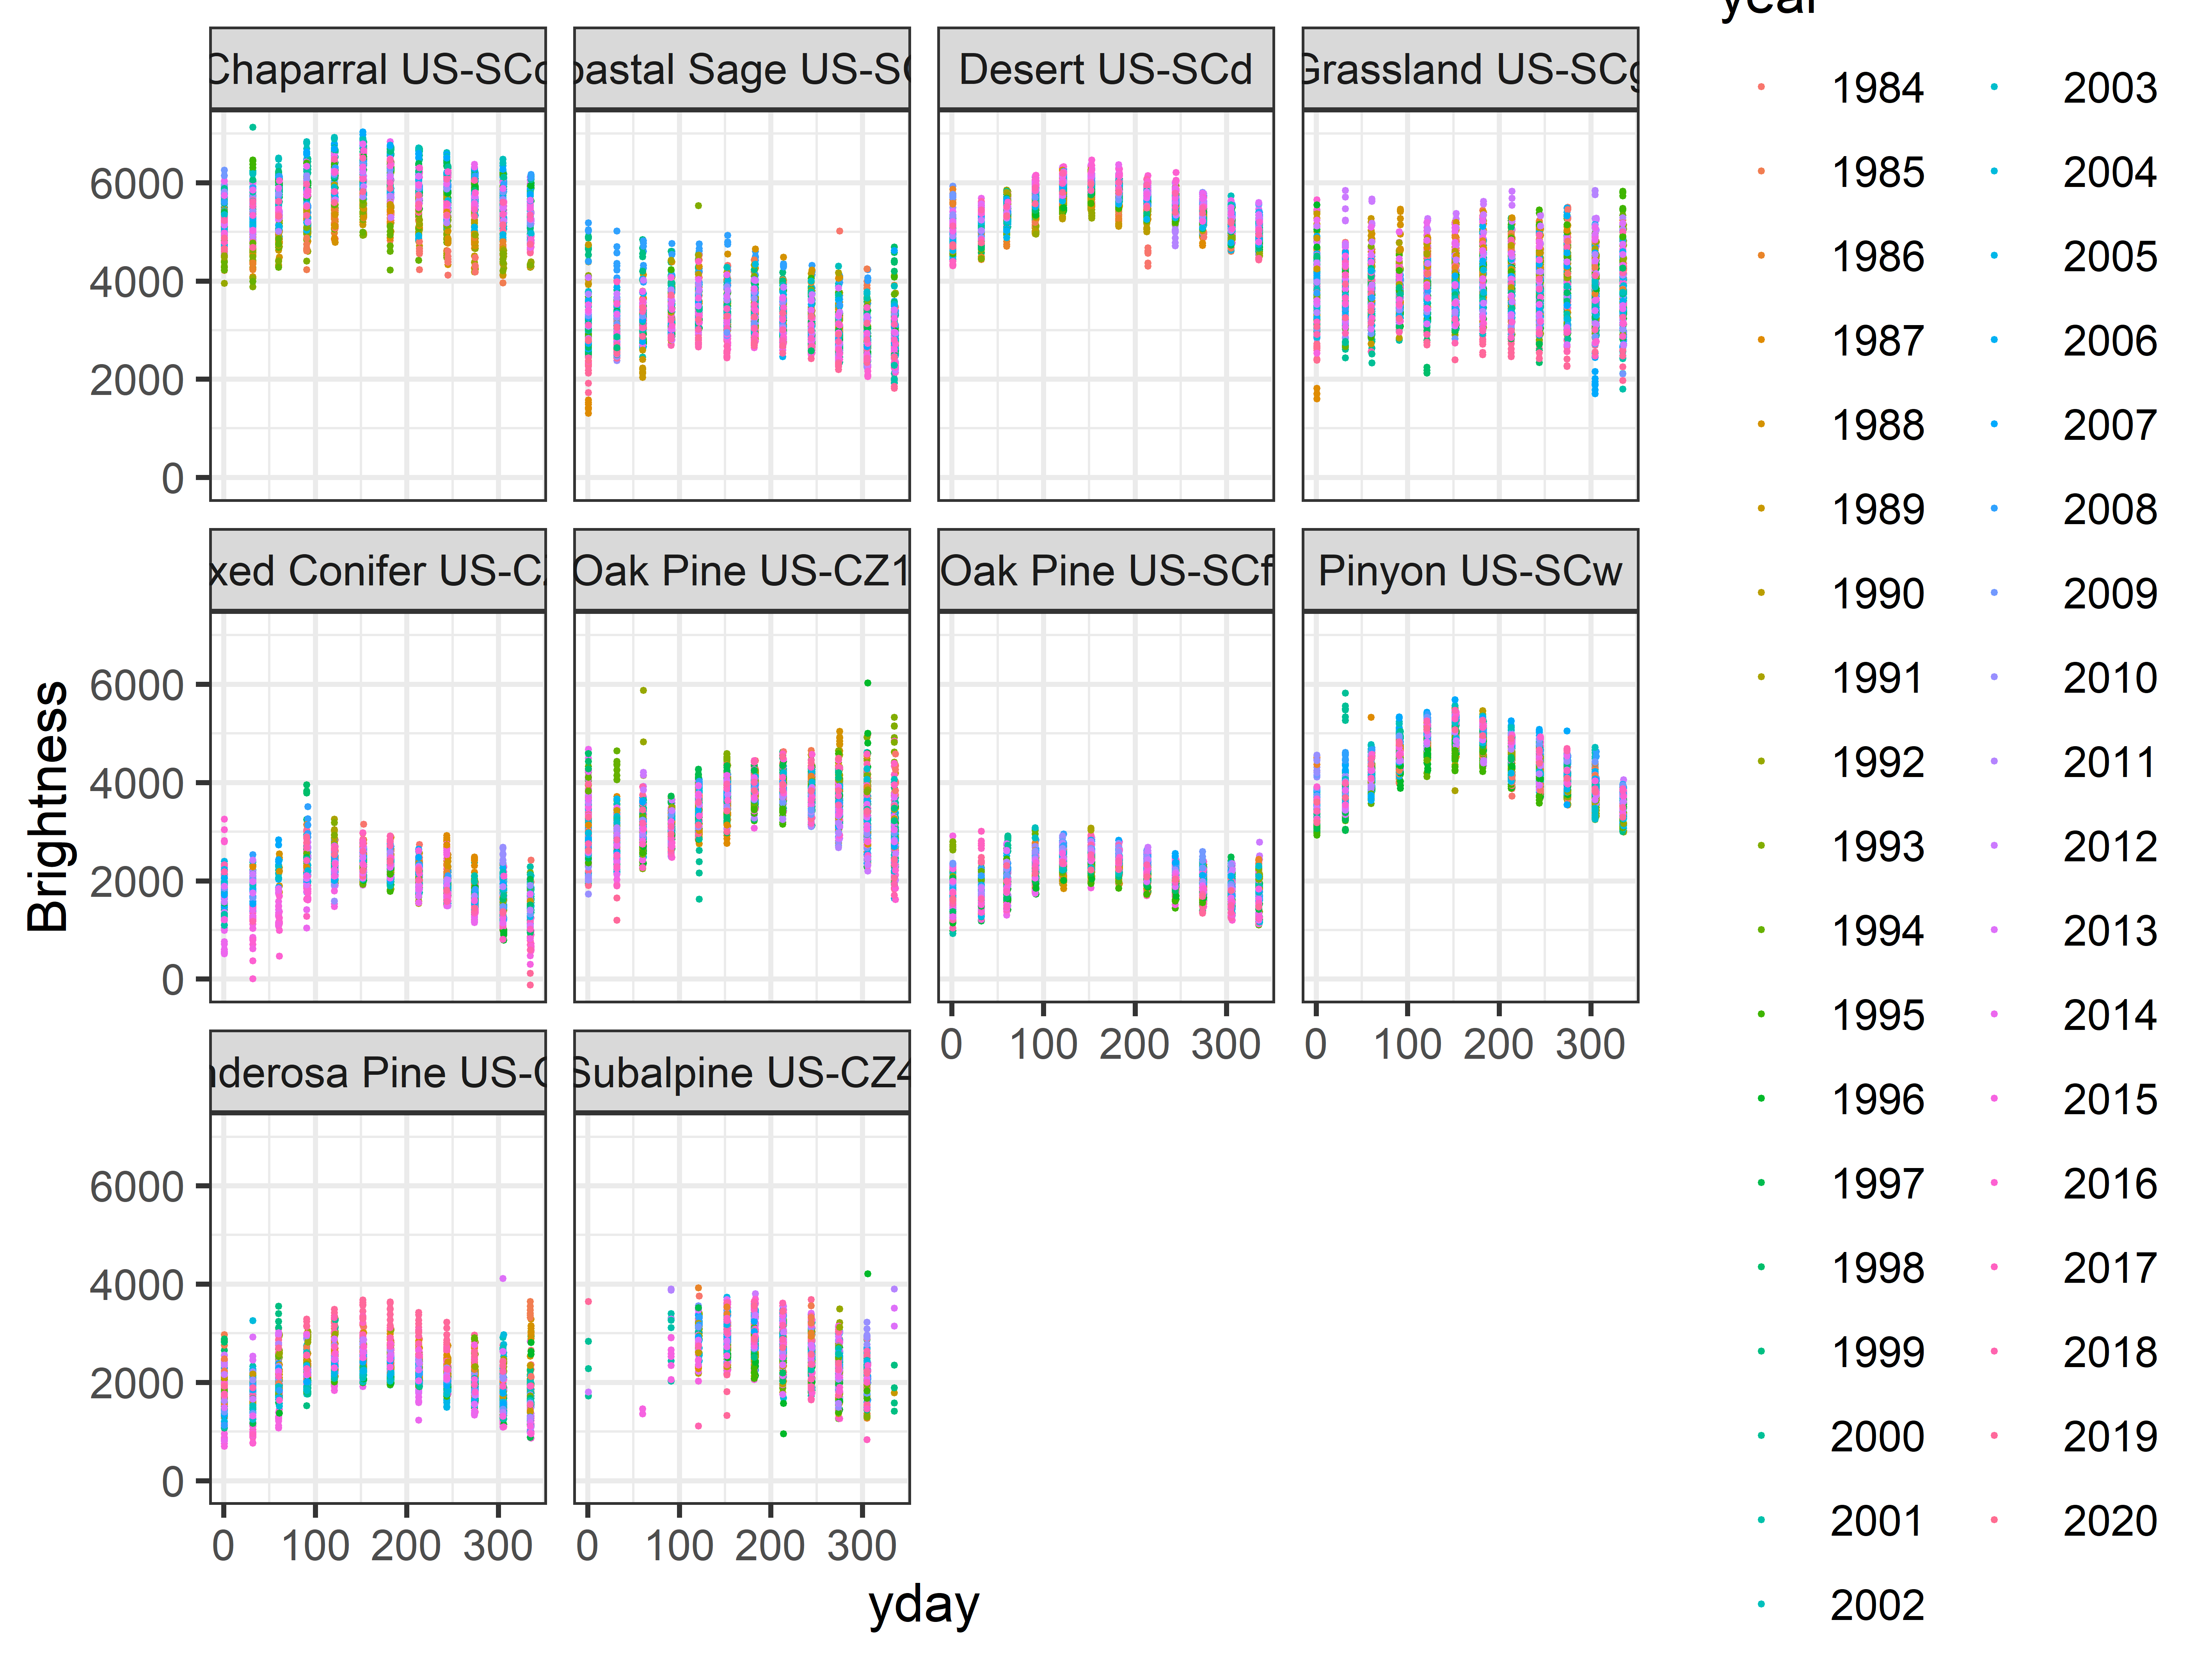 year
Chaparral US-SCc
oastal Sage US-SC
Desert US-SCd
Grassland US-SCg
6000
4000
2000
0
xed Conifer US-C
Oak Pine US-CZ1
Oak Pine US-SCf
Pinyon US-SCw
6000
4000
2000
0
0 100 200 300
0 100 200 300
nderosa Pine US-C
Subalpine US-CZ4
6000
4000
2000
0
0 100 200 300
0 100 200 300
Brightness
yday
1984
1985
1986
1987
1988
1989
1990
1991
1992
1993
1994
1995
1996
1997
1998
1999
2000
2001
2002
2003
2004
2005
2006
2007
2008
2009
2010
2011
2012
2013
2014
2015
2016
2017
2018
2019
2020